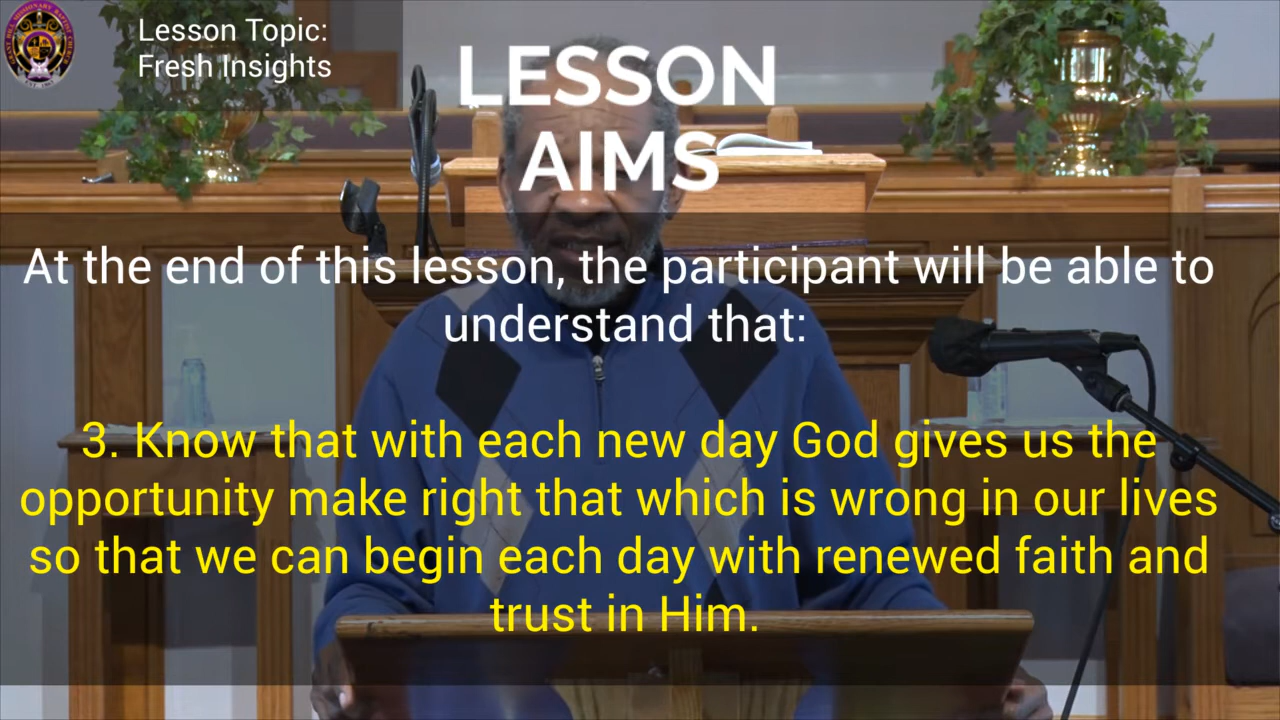 Lesson Topic:
Fresh Insights
LESSON
AIMS
At the end of this lesson, the participant will be able to
understand that:
3. Know that with each new day God gives us the
opportunity make right that which is wrong in our lives
so that we can begin each day with renewed faith and
trust in Him.